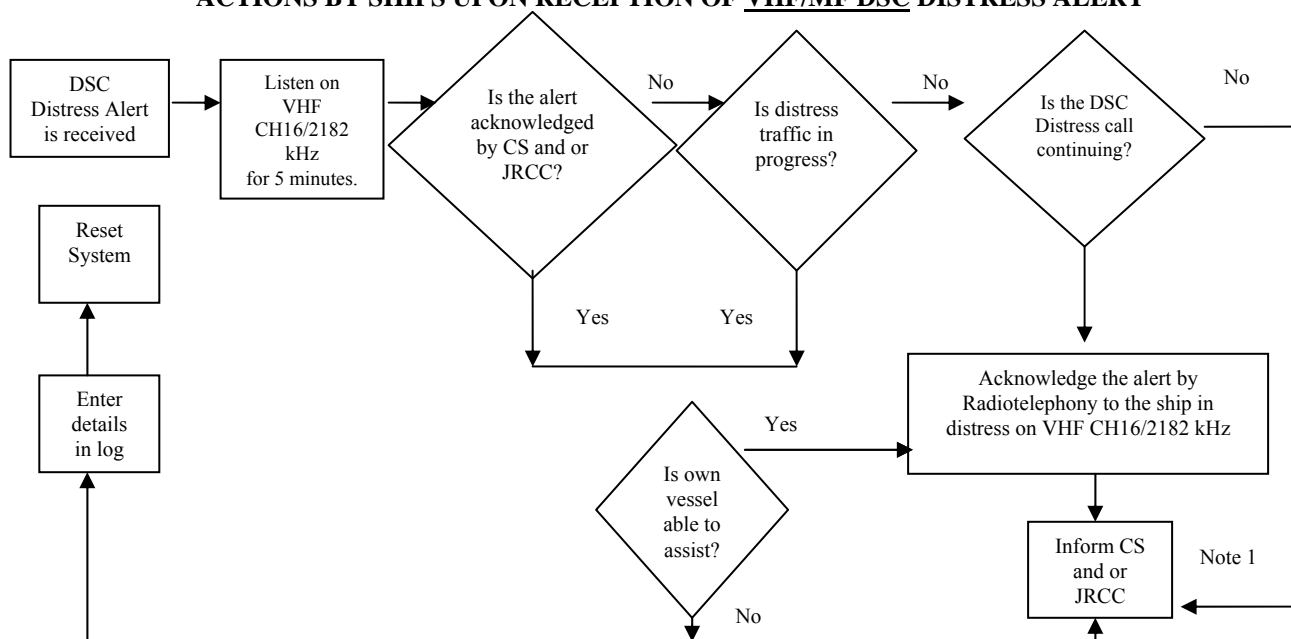 ACTIONS BY SHIPS UPON RECEPTION OF VHF/MF DSC DISTRESS ALERT
DSC
Distress Alert
is received
Listen on
VHF
CH16/2182
kHz
for 5 minutes.
Is the alert
acknowledged
by CS and or
JRCC?
No
Is distress
traffic in
progress?
No
Is the DSC
Distress call
continuing?
No
Reset
System
Yes
Yes
Enter
details
in log
Acknowledge the alert by
Radiotelephony to the ship in
distress on VHF CH16/2182 kHz
Yes
Is own
vessel
able to
assist?
Inform CS
and or
JRCC
Note 1
No